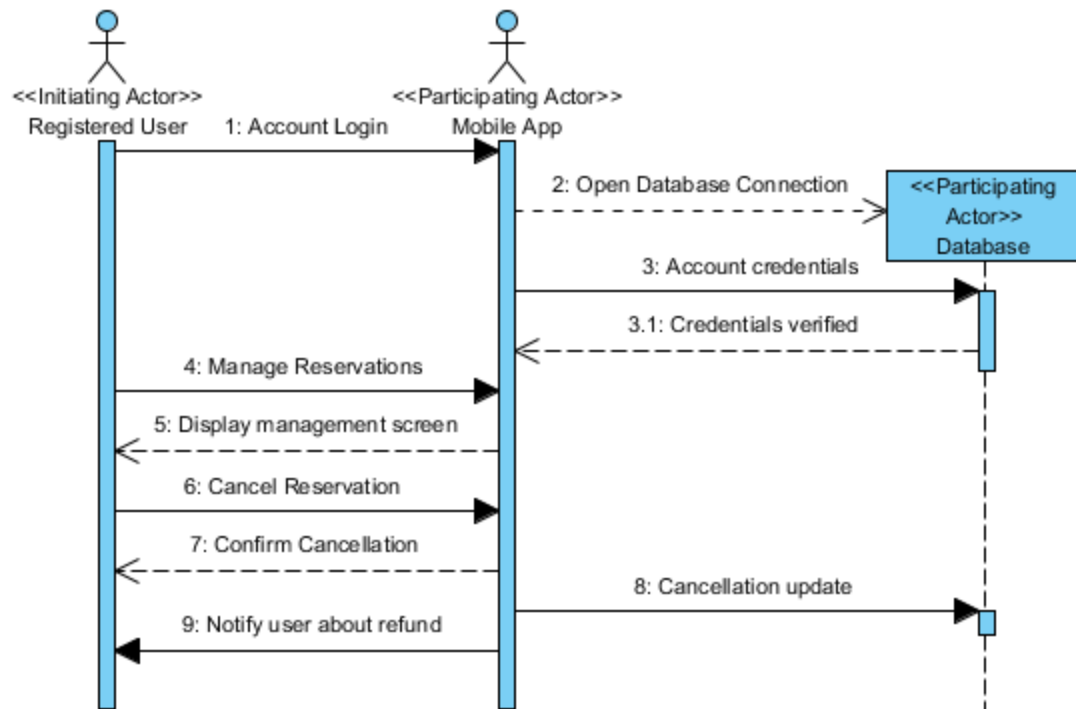 <<Initiating Actor>>
Registered User
<<Participating Actor>>
Mobile App
1: Account Login
2: Open Database Connection
<<Participating
Actor>>
Database
3: Account credentials
3.1: Credentials verified
4: Manage Reservations
5: Display management screen
6: Cancel Reservation
7: Confirm Cancellation
8: Cancellation update
9: Notify user about refund